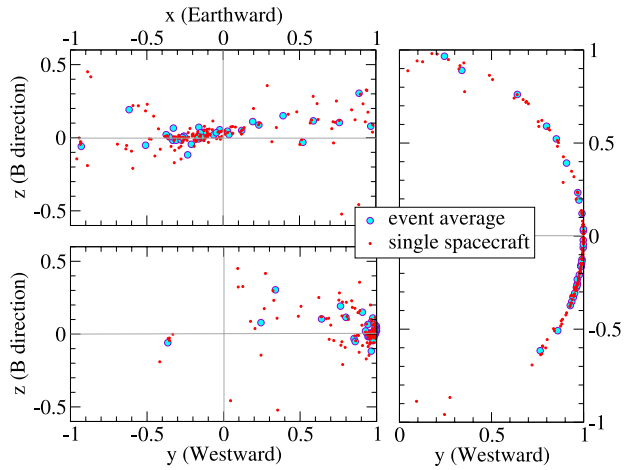 x (Earthward)
-1 -0.5 0 0.5 1
z (B direction)
0.5
0
-0.5
z (B direction)
0.5
0
-0.5
-1 -0.5 0 0.5 1
y (Westward)
event average
single spacecraft
1
0.5
0
-0.5
-1
0 0.5 1
y (Westward)